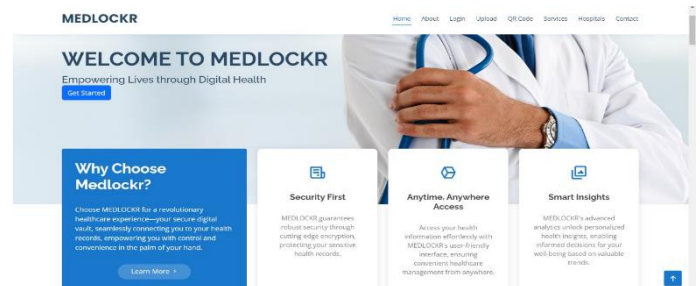 MEDLOCKR
Home About Login Upload QR Code Services Hospitals Contact
WELCOME TO MEDLOCKR
Empowering Lives through Digital Health
Get Started
Why Choose
Medlockr?
Choose MEDLOCKR for a revolutionary
healthcare experience—your secure digital
vault, seamlessly connecting you to your health
records, empowering you with control and
convenience in the palm of your hand.
Learn More
Security First
MEDLOCKR guarantees
robust security through
cutting edge encryption,
protecting your sensitive
health records.
Anytime, Anywhere
Access
Access your health
information effortlessly with
MEDLOCKR's user-friendly
interface, ensuring
convenient healthcare
management from anywhere.
Smart Insights
MEDLOCKR's advanced
analytics unlock personalized
health insights, enabling
informed decisions for your
well-being based on valuable
trends.